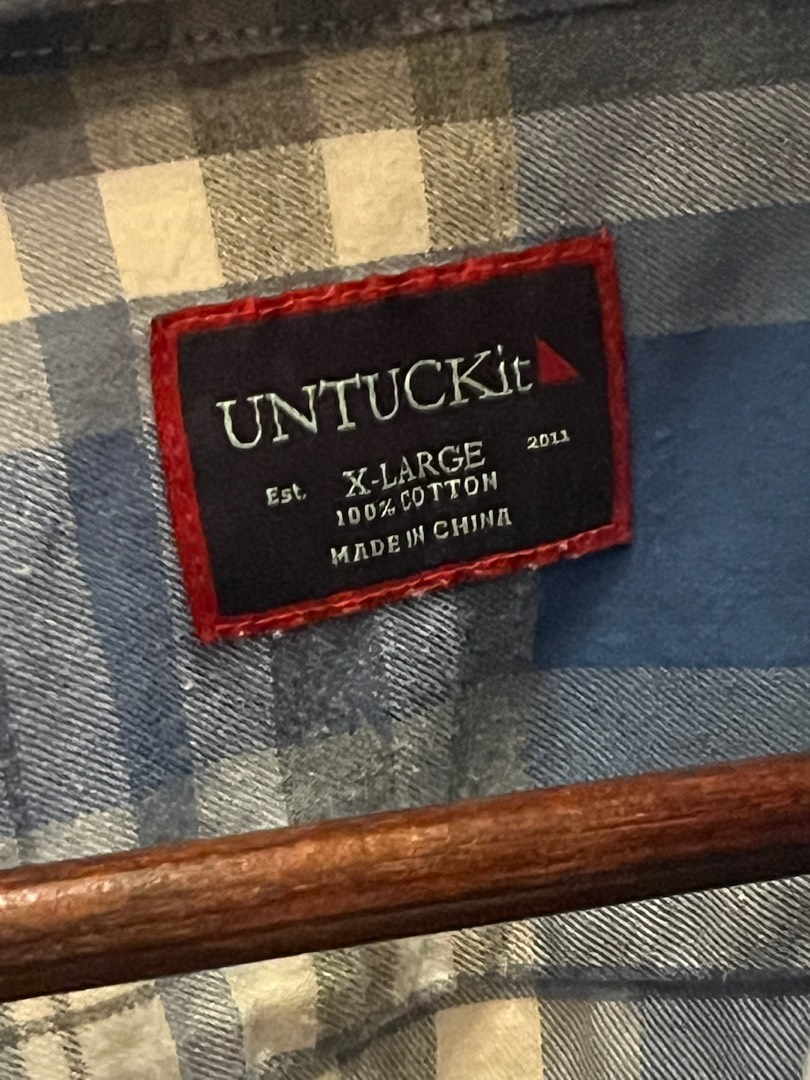 UNTUCKit
Est. X-LARGE 2011
100% COTTON
MADE IN CHINA